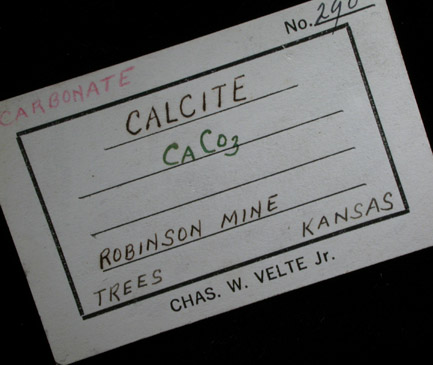 No. 290
CARBONATE
CALCITE
CaCO3
ROBINSON MINE
TREES KANSAS
CHAS. W. VELTE Jr.